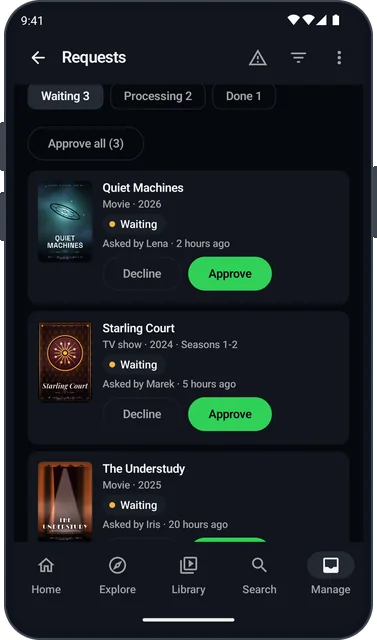 9:41
Requests
Waiting 3
Processing 2
Done 1
Approve all (3)
QUIET
MACHINES
Quiet Machines
Movie · 2026
Waiting
Asked by Lena · 2 hours ago
Decline
Approve
Starling Court
Starling Court
TV show · 2024 · Seasons 1-2
Waiting
Asked by Marek · 5 hours ago
Decline
Approve
THE
UNDERSTUDY
The Understudy
Movie · 2025
Waiting
Asked by Iris · 20 hours ago
Home
Explore
Library
Search
Manage